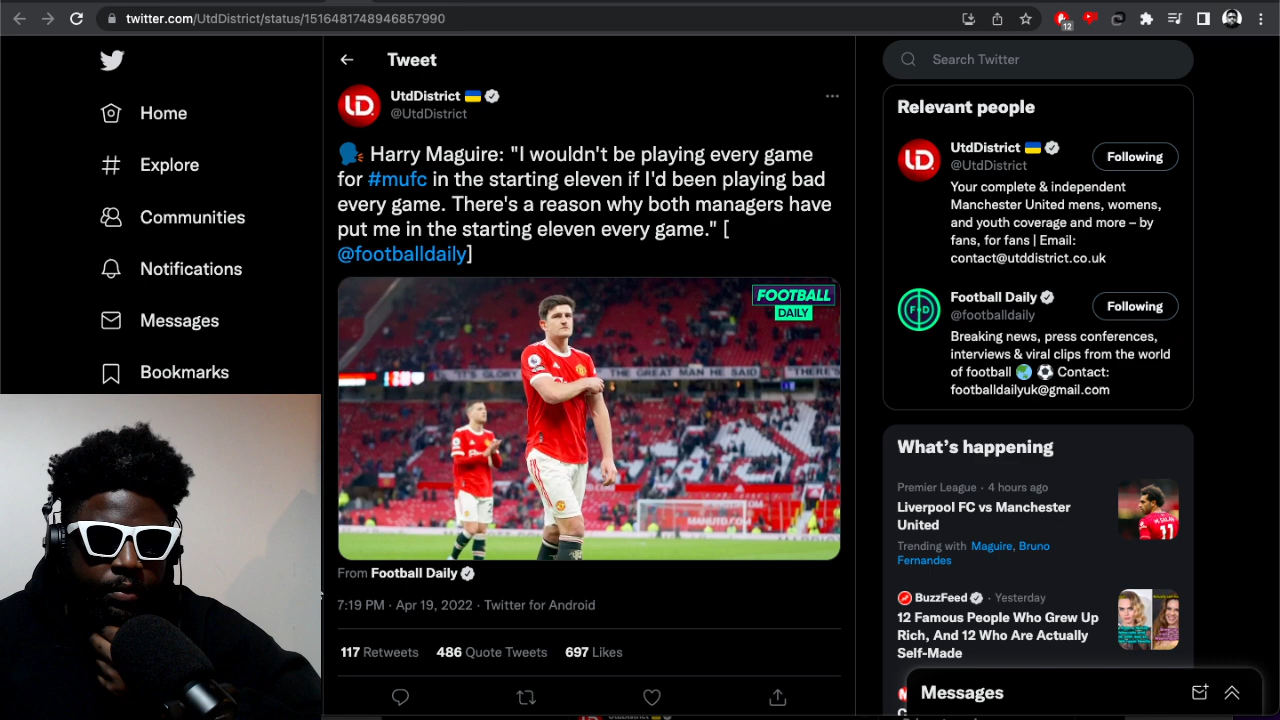 twitter.com/UtdDistrict/status/1516481748946857990
12
Home
Explore
Communities
Notifications
Messages
Bookmarks
Tweet
UtdDistrict
@UtdDistrict
Harry Maguire: "I wouldn't be playing every game
for #mufc in the starting eleven if I'd been playing bad
every game. There's a reason why both managers have
put me in the starting eleven every game." [
@footballdaily]
FOOTBALL
DAILY
From Football Daily
7:19 PM · Apr 19, 2022 · Twitter for Android
117 Retweets 486 Quote Tweets 697 Likes
Search Twitter
Relevant people
UtdDistrict
@UtdDistrict
Following
Your complete & independent
Manchester United mens, womens,
and youth coverage and more – by
fans, for fans | Email:
contact@utddistrict.co.uk
Football Daily
@footballdaily
Following
Breaking news, press conferences,
interviews & viral clips from the world
of football Contact:
footballdailyuk@gmail.com
What's happening
Premier League · 4 hours ago
Liverpool FC vs Manchester
United
Trending with Maguire, Bruno
Fernandes
BuzzFeed · Yesterday
12 Famous People Who Grew Up
Rich, And 12 Who Are Actually
Self-Made
Messages